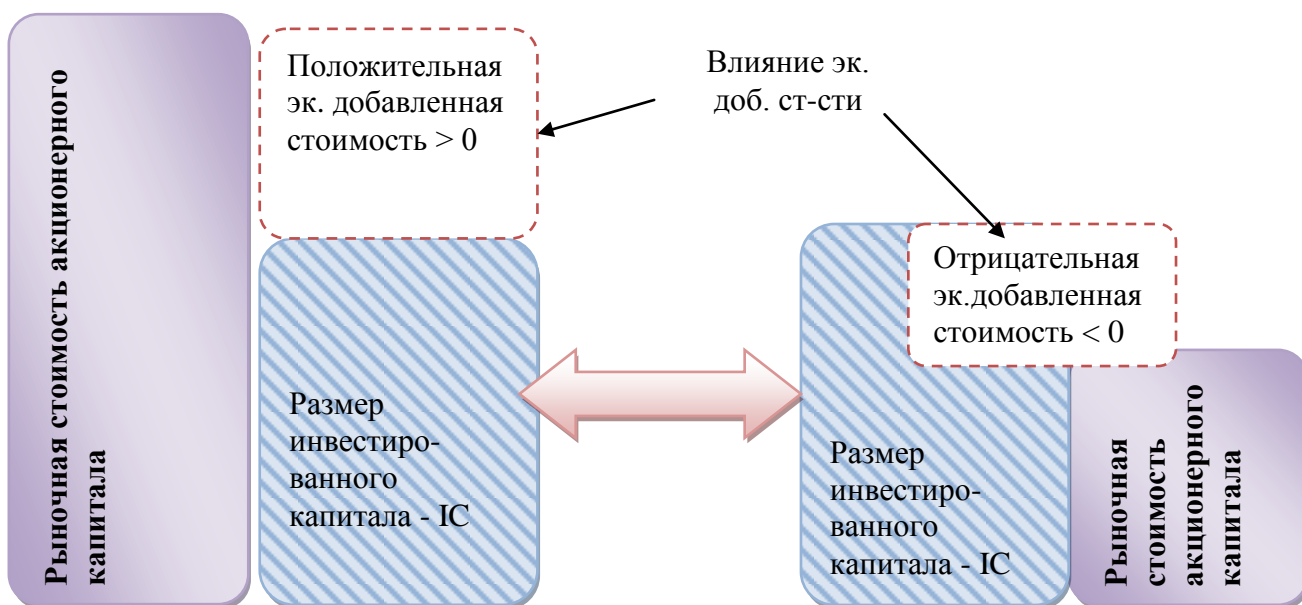 Рыночная стоимость акционерного
капитала
Положительная
эк. добавленная
стоимость > 0
Влияние эк.
доб. ст-сти
Размер
инвестиро-
ванного
капитала - IC
Отрицательная
эк.добавленная
стоимость < 0
Размер
инвестиро-
ванного
капитала - IC
Рыночная
стоимость
акционерного
капитала